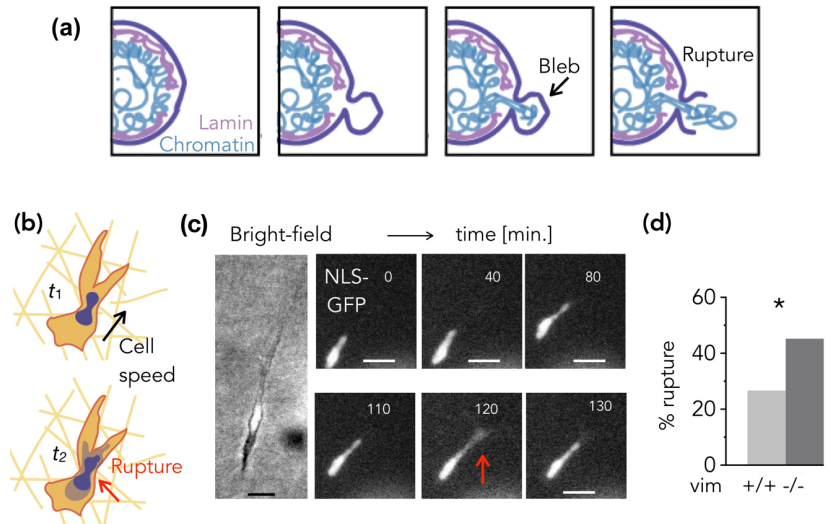 (a)
Lamin
Chromatin
Bleb
Rupture
(b)
t1
Cell
speed
t2
Rupture
(c)
Bright-field → time [min.]
NLS-
GFP
0
40
80
110
120
130
(d)
*
% rupture
60
40
20
0
vim +/+ -/-